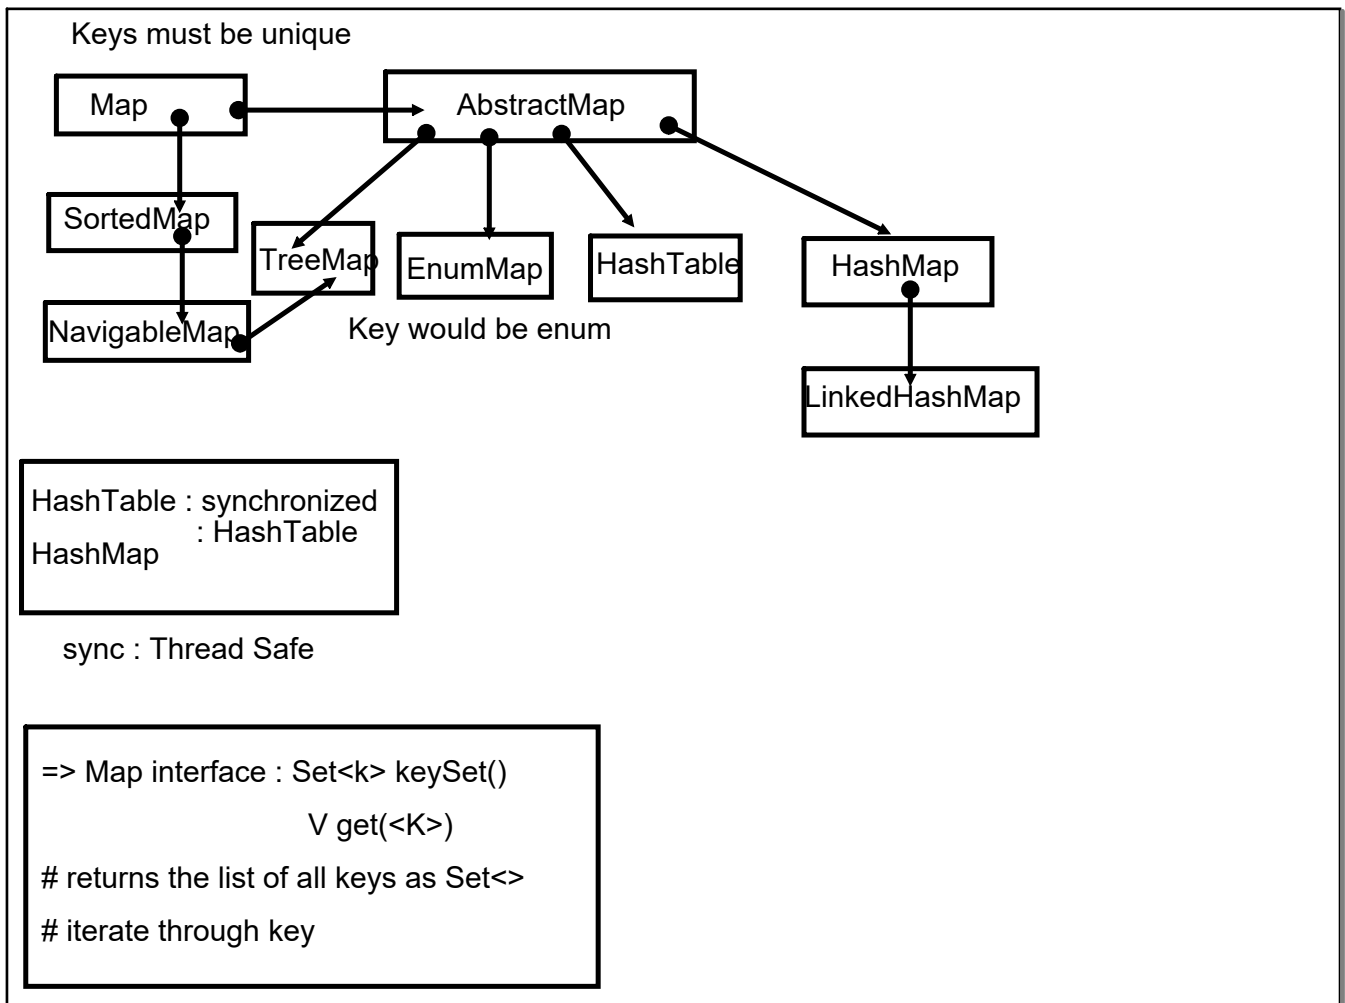 Keys must be unique
Map
AbstractMap
SortedMap
TreeMap
EnumMap
HashTable
HashMap
NavigableMap
Key would be enum
LinkedHashMap
HashTable : synchronized
: HashTable
HashMap
sync : Thread Safe
=> Map interface : Set<k> keySet()
V get(<K>)
# returns the list of all keys as Set<>
# iterate through key